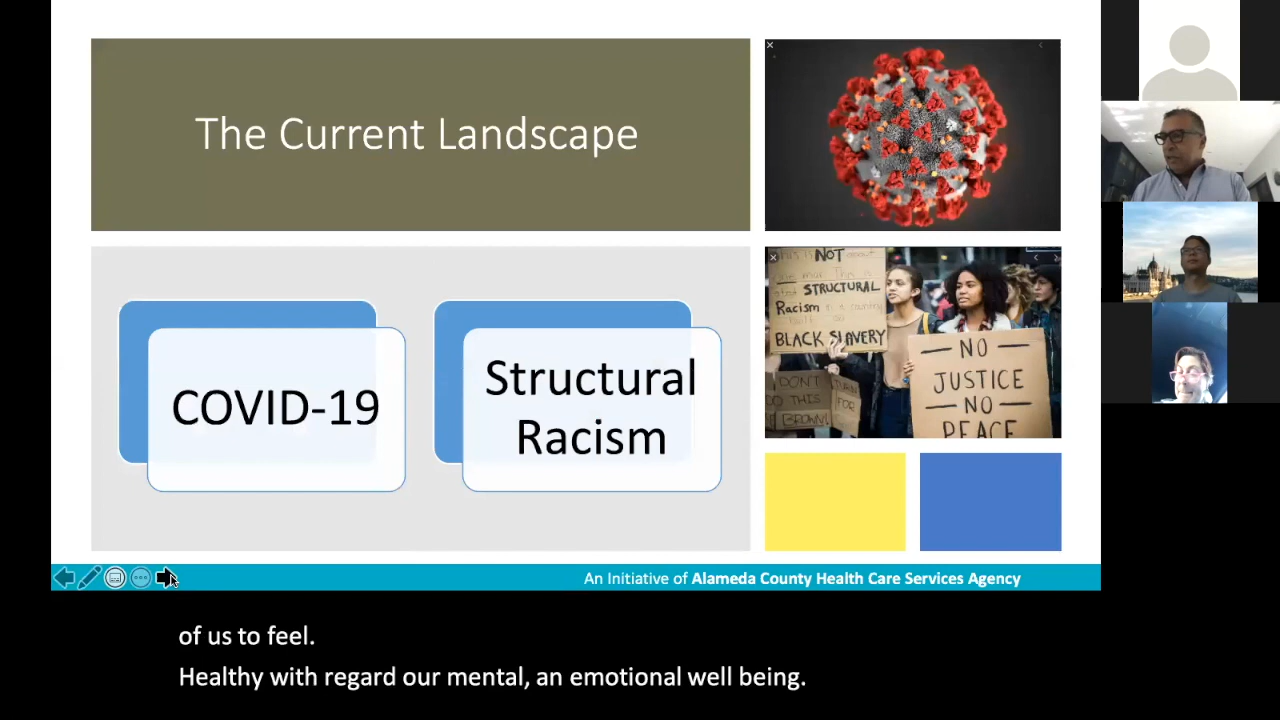 The Current Landscape
COVID-19
Structural
Racism
NOT
STRUCTURAL
Racism
BLACK SLAVERY
DON'T
NO
JUSTICE
NO
PEACE
An Initiative of Alameda County Health Care Services Agency
of us to feel.
Healthy with regard our mental, an emotional well being.